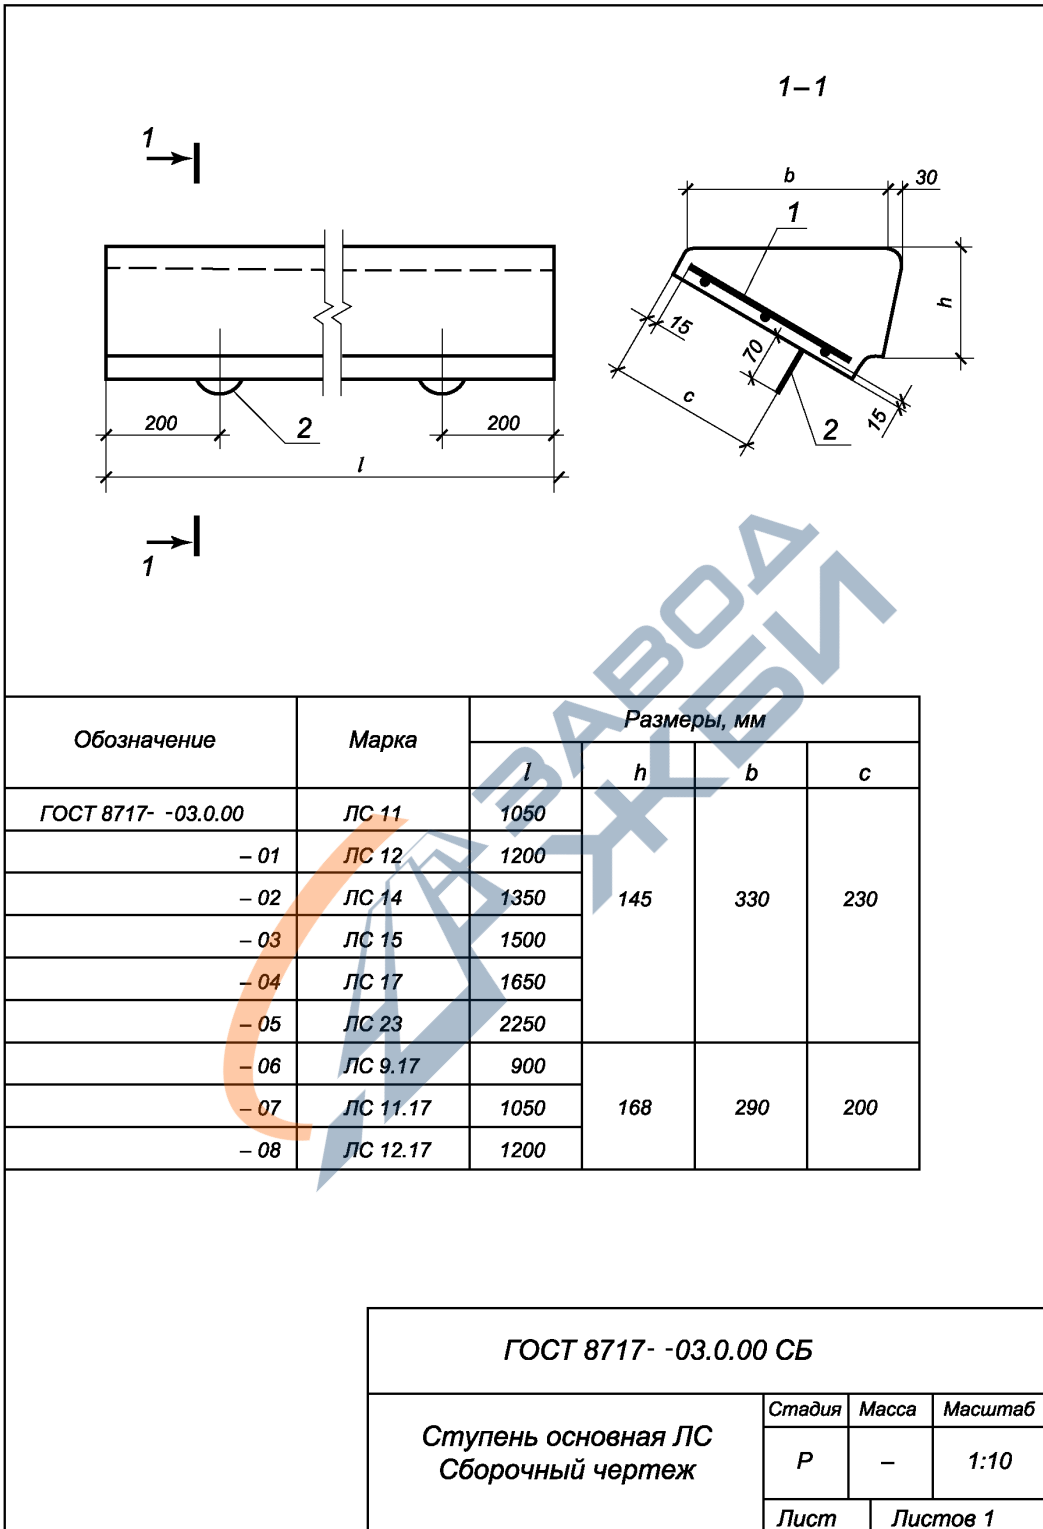 1–1
1
b
30
1
h
15
70
c
2
15
2
200
200
l
1
ЗАВОД
ЖБИ
Обозначение
Марка
Размеры, мм
l
h
b
c
ГОСТ 8717- -03.0.00
ЛС 11
1050
– 01
ЛС 12
1200
– 02
ЛС 14
1350
145
330
230
– 03
ЛС 15
1500
– 04
ЛС 17
1650
– 05
ЛС 23
2250
– 06
ЛС 9.17
900
– 07
ЛС 11.17
1050
168
290
200
– 08
ЛС 12.17
1200
ГОСТ 8717- -03.0.00 СБ
Ступень основная ЛС
Сборочный чертеж
Стадия
Масса
Масштаб
Р
–
1:10
Лист
Листов 1